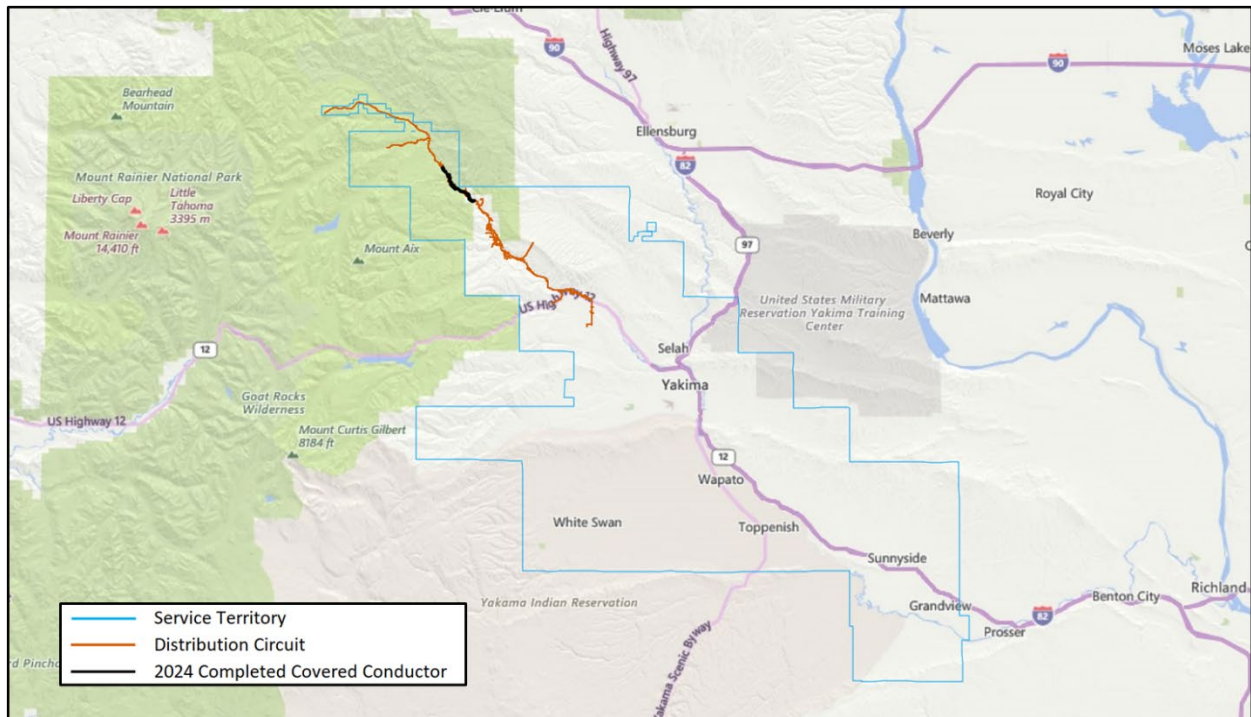 Cle-Elum
90
Highway 97
Moses Lake
90
Bearhead
Mountain
Ellensburg
82
Mount Rainier National Park
Royal City
Liberty Cap
Little
Tahoma
3395 m
Mount Rainier
14,410 ft
97
Beverly
Mount Aix
US Highway 12
United States Military
Reservation Yakima Training
Center
Mattawa
12
Selah
Yakima
Goat Rocks
Wilderness
US Highway 12
Mount Curtis Gilbert
8184 ft
12
Wapato
White Swan
Toppenish
Sunnyside
Richland
Yakama Indian Reservation
Grandview
Benton City
82
Prosser
Yakama Scenic Byway
Service Territory
Distribution Circuit
2024 Completed Covered Conductor